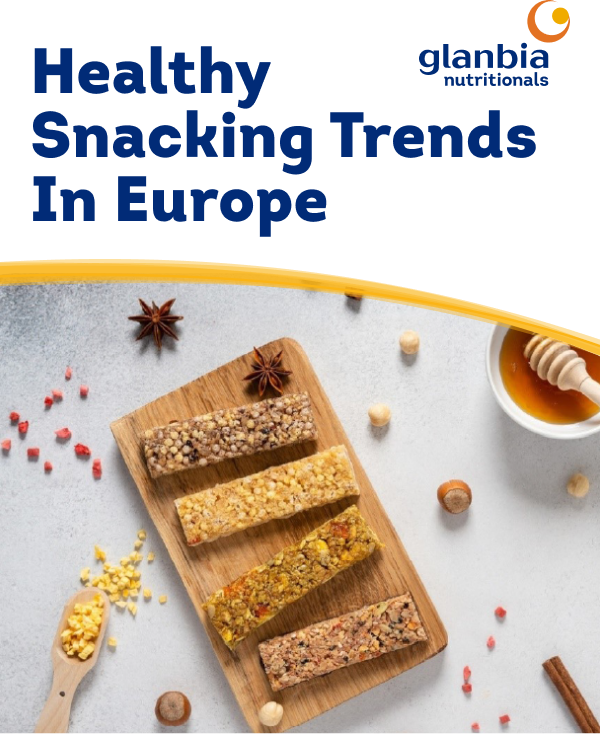 Healthy
Snacking Trends
In Europe
glanbia
nutritionals